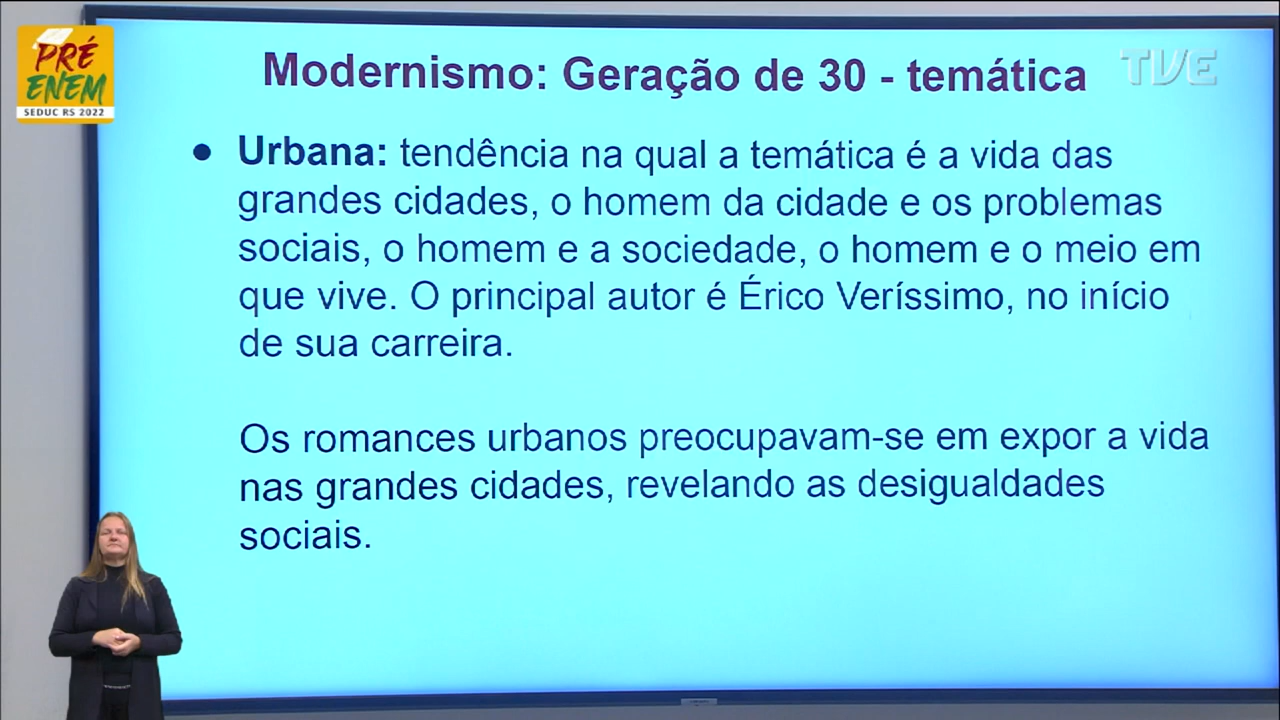 PRÉ
ENEM
SEDUC RS 2022
TVE
Modernismo: Geração de 30 - temática
● Urbana: tendência na qual a temática é a vida das
grandes cidades, o homem da cidade e os problemas
sociais, o homem e a sociedade, o homem e o meio em
que vive. O principal autor é Érico Veríssimo, no início
de sua carreira.
Os romances urbanos preocupavam-se em expor a vida
nas grandes cidades, revelando as desigualdades
sociais.